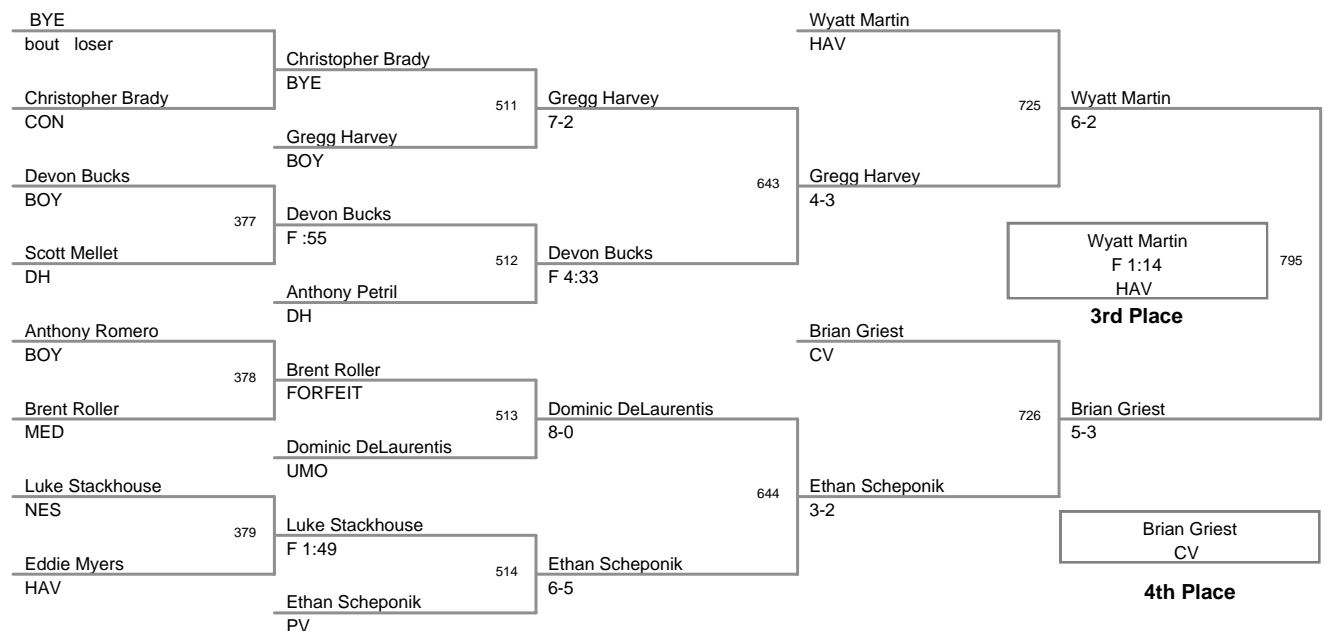 BYE
bout loser
Christopher Brady
CON
Devon Bucks
BOY
377
Scott Mellet
DH
Anthony Romero
BOY
378
Brent Roller
MED
Luke Stackhouse
NES
379
Eddie Myers
HAV
Christopher Brady
BYE
511
Gregg Harvey
BOY
Devon Bucks
F :55
512
Anthony Petril
DH
Brent Roller
FORFEIT
513
Dominic DeLaurentis
UMO
Luke Stackhouse
F 1:49
514
Ethan Scheponik
PV
Gregg Harvey
7-2
643
Devon Bucks
F 4:33
Dominic DeLaurentis
8-0
644
Ethan Scheponik
6-5
Wyatt Martin
HAV
725
Gregg Harvey
4-3
Brian Griest
CV
726
Ethan Scheponik
3-2
Wyatt Martin
6-2
Wyatt Martin
F 1:14
HAV
795
3rd Place
Brian Griest
5-3
Brian Griest
CV
4th Place